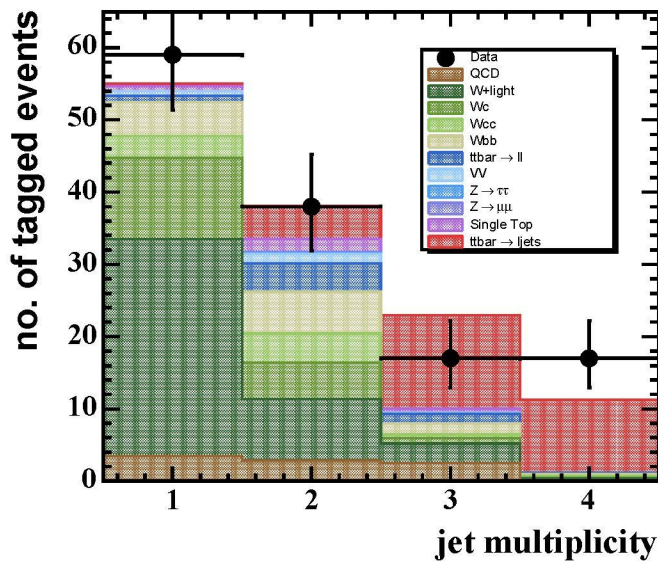 no. of tagged events
60
50
40
30
20
10
0
Data
QCD
W+light
Wc
Wcc
Wbb
ttbar → ll
VV
Z → ττ
Z → μμ
Single Top
ttbar → ljets
1 2 3 4
jet multiplicity